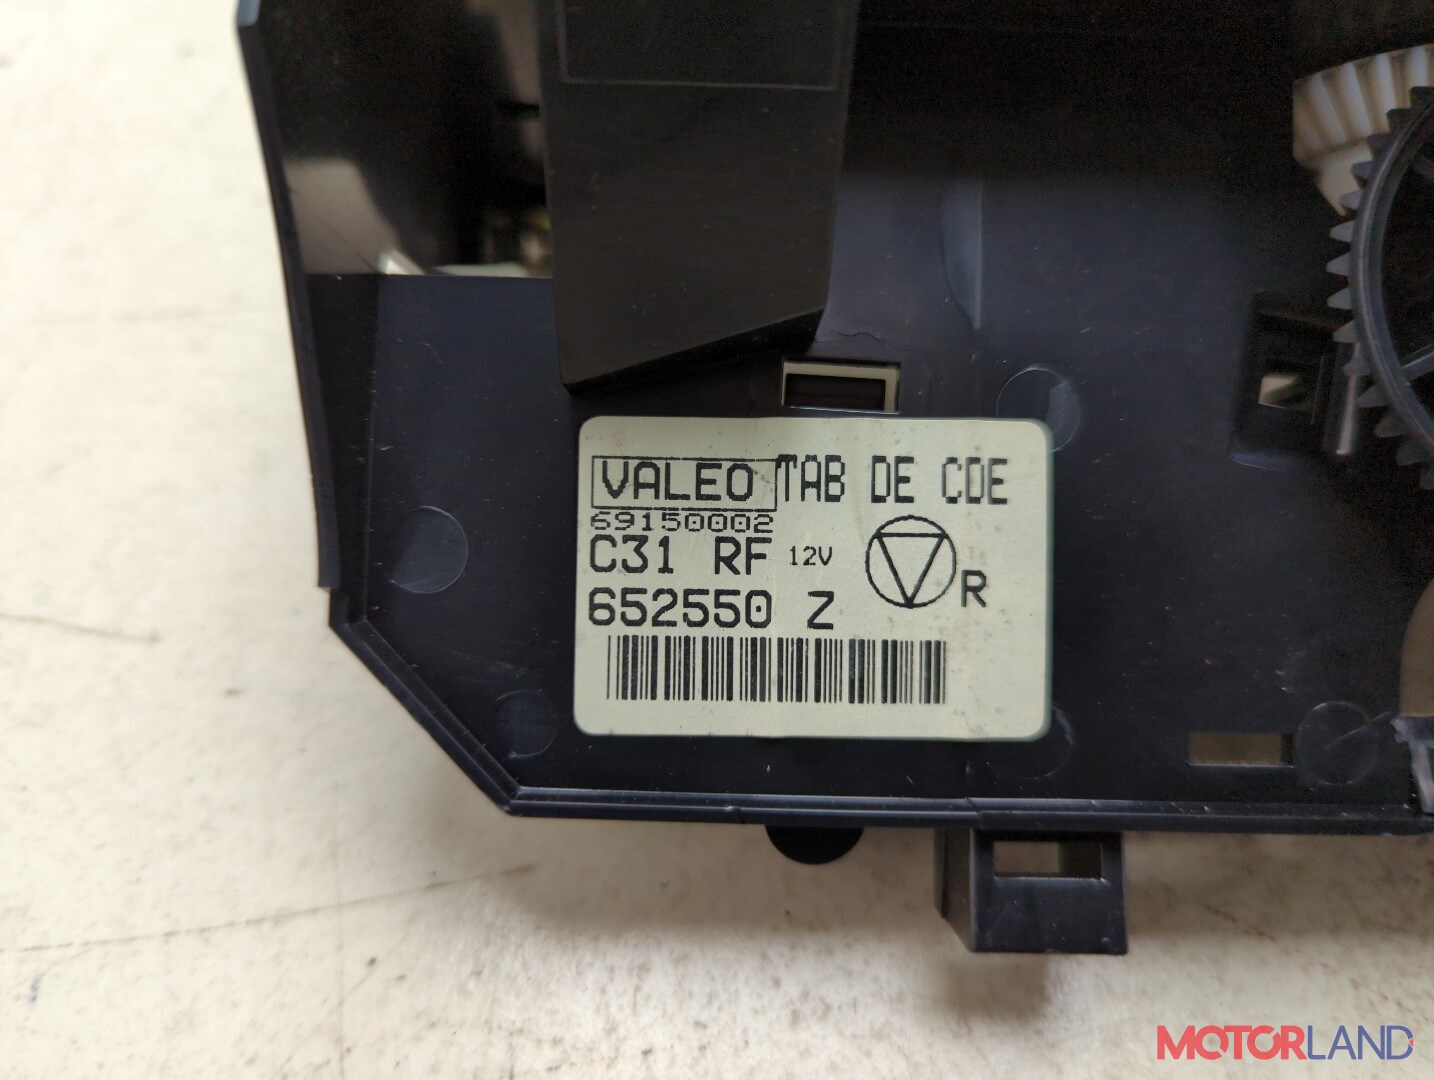 VALEO TAB DE CDE
69150002
C31 RF 12V
R
652550 Z
MOTORLAND